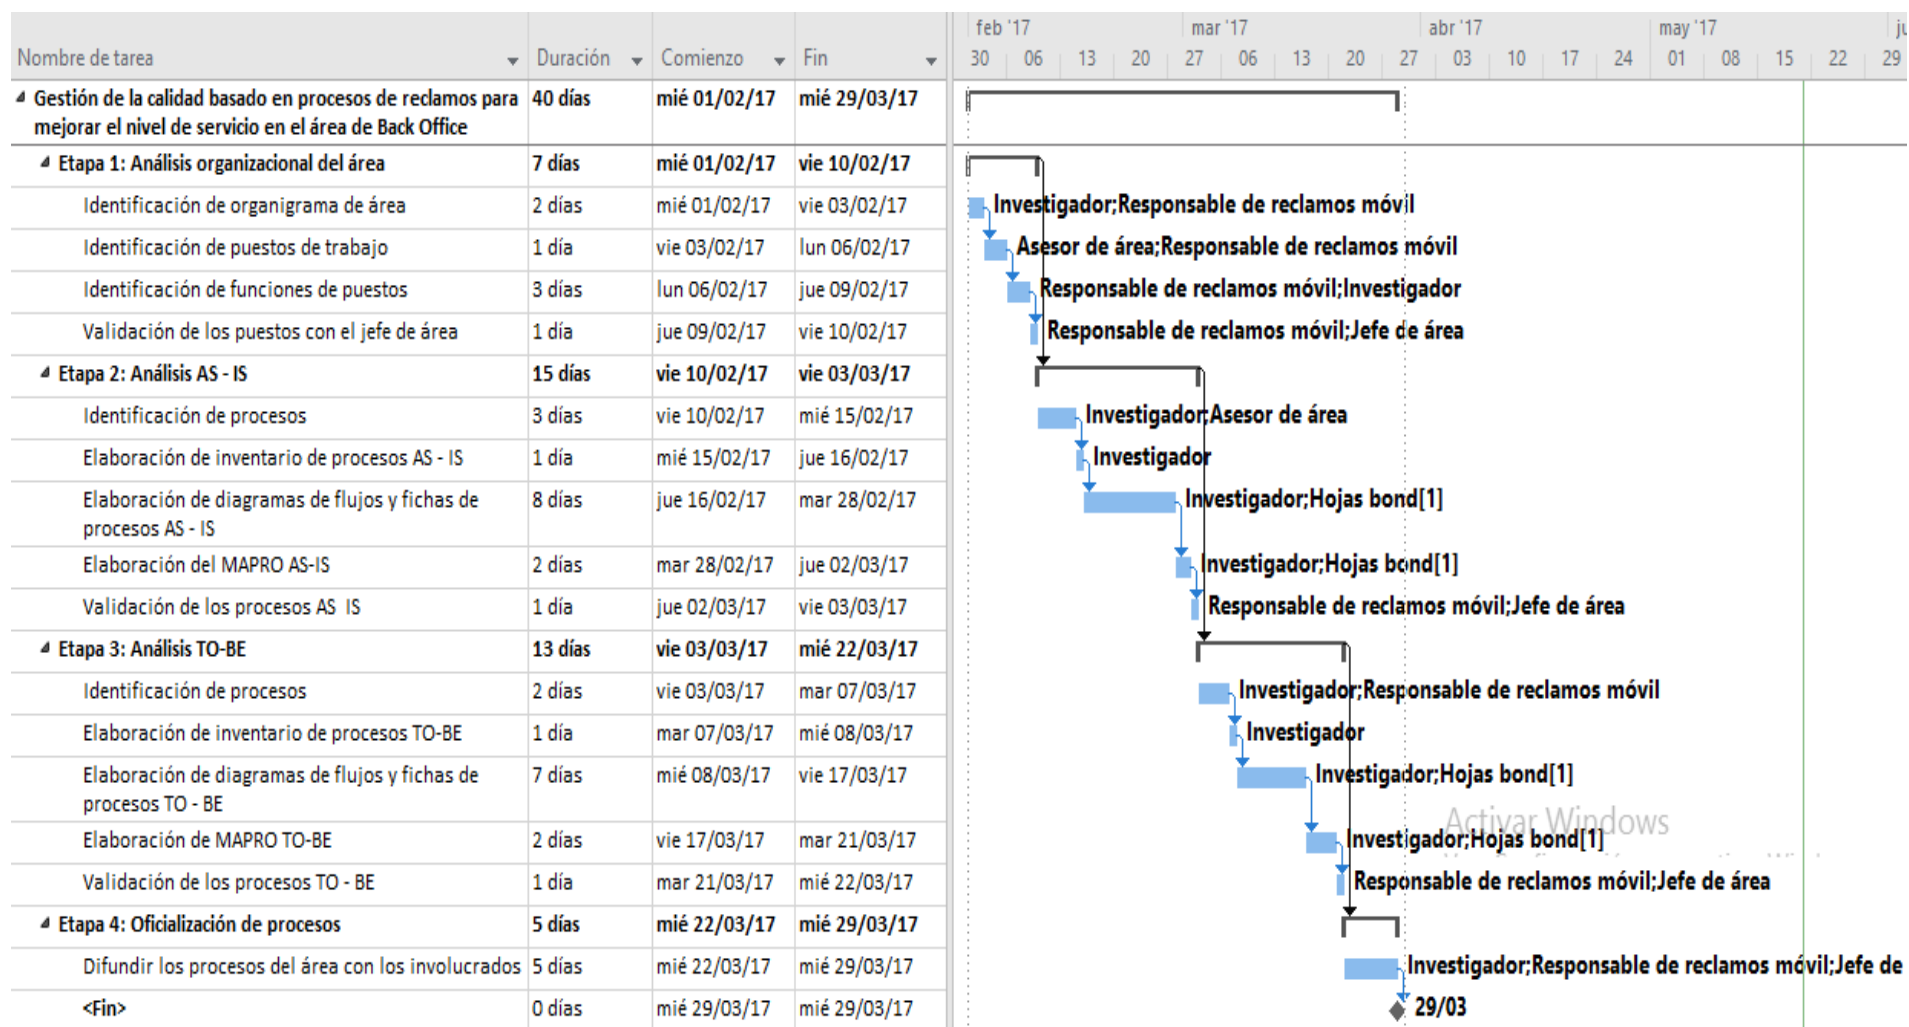 feb '17 mar '17 abr '17 may '17
Nombre de tarea Duración Comienzo Fin 30 06 13 20 27 06 13 20 27 03 10 17 24 01 08 15 22 29
Gestión de la calidad basado en procesos de reclamos para 40 días mié 01/02/17 mié 29/03/17
mejorar el nivel de servicio en el área de Back Office
Etapa 1: Análisis organizacional del área 7 días mié 01/02/17 vie 10/02/17
Identificación de organigrama de área 2 días mié 01/02/17 vie 03/02/17 Investigador;Responsable de reclamos móvil
Identificación de puestos de trabajo 1 día vie 03/02/17 lun 06/02/17 Asesor de área;Responsable de reclamos móvil
Identificación de funciones de puestos 3 días lun 06/02/17 jue 09/02/17 Responsable de reclamos móvil;Investigador
Validación de los puestos con el jefe de área 1 día jue 09/02/17 vie 10/02/17 Responsable de reclamos móvil;Jefe de área
Etapa 2: Análisis AS - IS 15 días vie 10/02/17 vie 03/03/17
Identificación de procesos 3 días vie 10/02/17 mié 15/02/17 Investigador;Asesor de área
Elaboración de inventario de procesos AS - IS 1 día mié 15/02/17 jue 16/02/17 Investigador
Elaboración de diagramas de flujos y fichas de 8 días jue 16/02/17 mar 28/02/17 Investigador;Hojas bond[1]
procesos AS - IS
Elaboración del MAPRO AS-IS 2 días mar 28/02/17 jue 02/03/17 Investigador;Hojas bond[1]
Validación de los procesos AS IS 1 día jue 02/03/17 vie 03/03/17 Responsable de reclamos móvil;Jefe de área
Etapa 3: Análisis TO-BE 13 días vie 03/03/17 mié 22/03/17
Identificación de procesos 2 días vie 03/03/17 mar 07/03/17 Investigador;Responsable de reclamos móvil
Elaboración de inventario de procesos TO-BE 1 día mar 07/03/17 mié 08/03/17 Investigador
Elaboración de diagramas de flujos y fichas de 7 días mié 08/03/17 vie 17/03/17 Investigador;Hojas bond[1]
procesos TO - BE
Activar Windows
Elaboración de MAPRO TO-BE 2 días vie 17/03/17 mar 21/03/17 Investigador;Hojas bond[1]
Validación de los procesos TO - BE 1 día mar 21/03/17 mié 22/03/17 Responsable de reclamos móvil;Jefe de área
Etapa 4: Oficialización de procesos 5 días mié 22/03/17 mié 29/03/17
Difundir los procesos del área con los involucrados 5 días mié 22/03/17 mié 29/03/17 Investigador;Responsable de reclamos móvil;Jefe de
<Fin> 0 días mié 29/03/17 mié 29/03/17 29/03